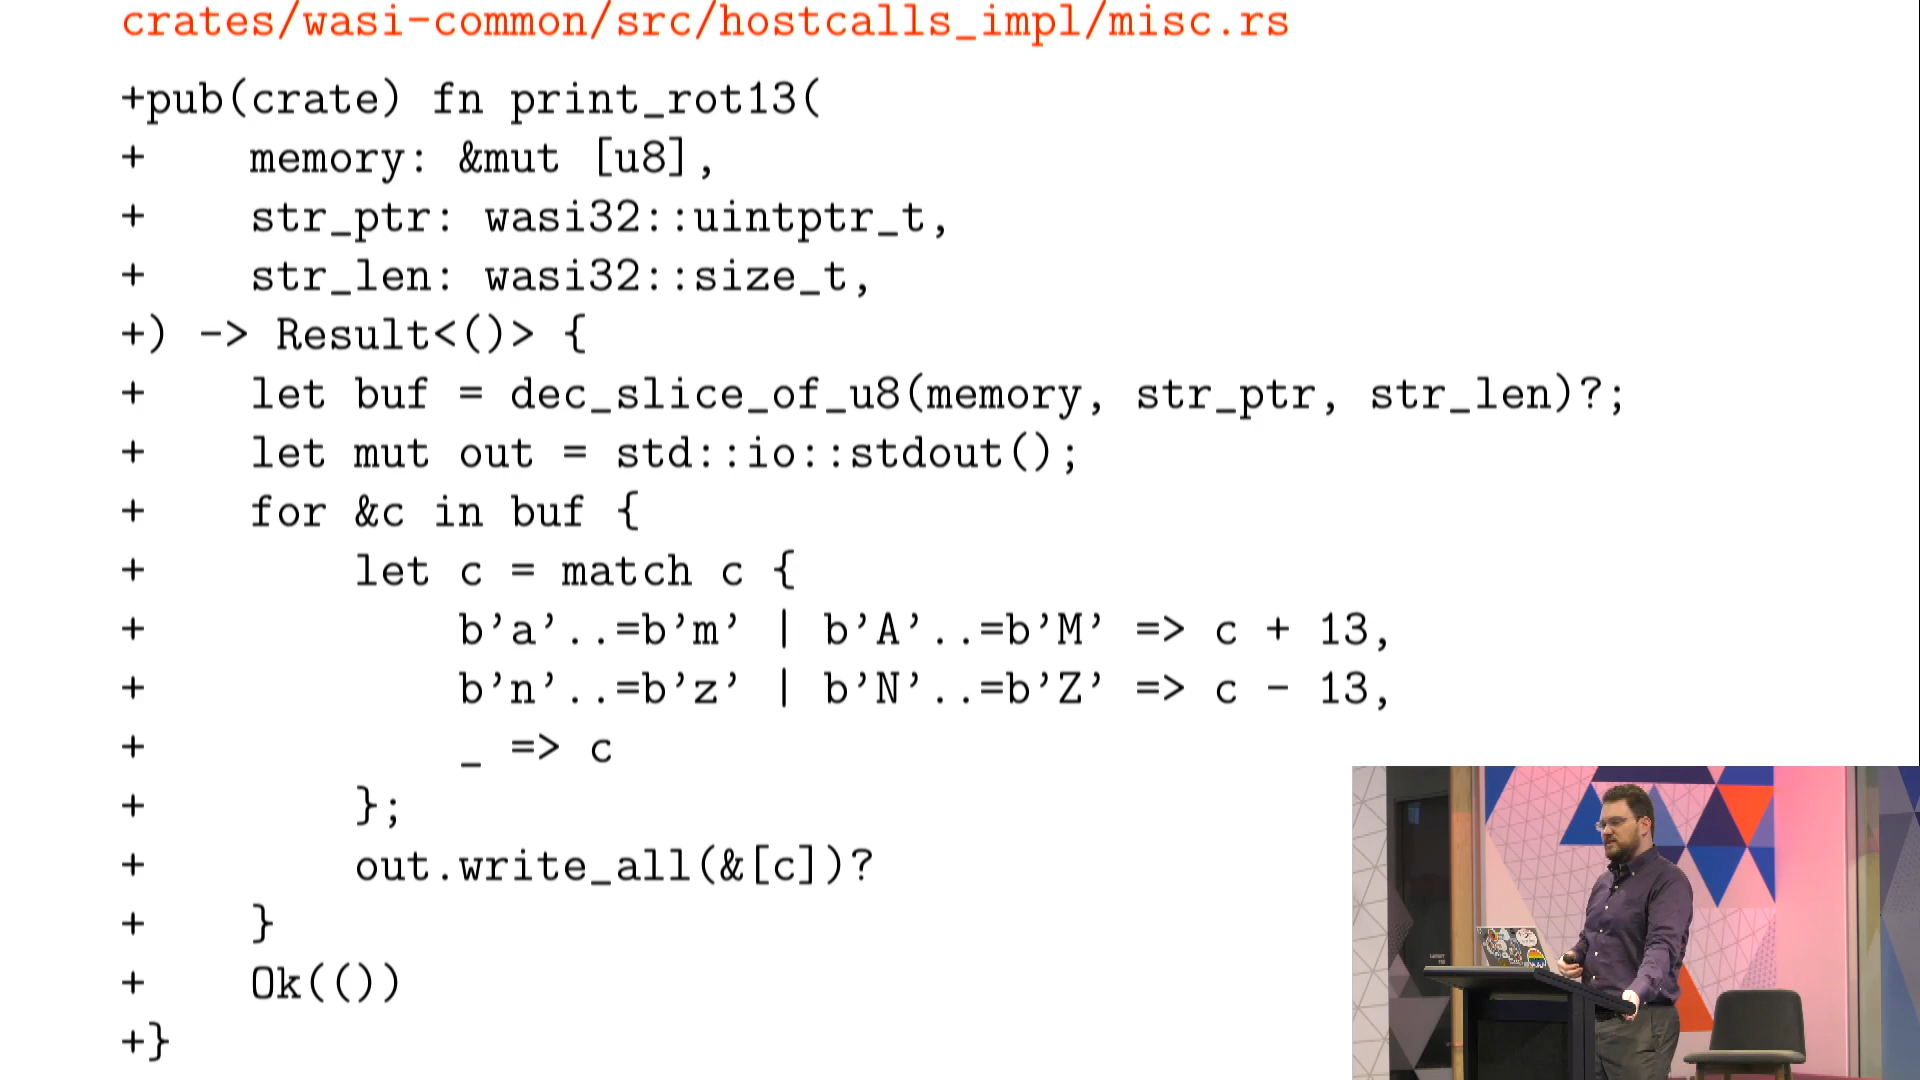 crates/wasi-common/src/hostcalls_impl/misc.rs
+pub(crate) fn print_rot13(
+    memory: &mut [u8],
+    str_ptr: wasi32::uintptr_t,
+    str_len: wasi32::size_t,
+) -> Result<()> {
+    let buf = dec_slice_of_u8(memory, str_ptr, str_len)?;
+    let mut out = std::io::stdout();
+    for &c in buf {
+        let c = match c {
+            b’a’..=b’m’ | b’A’..=b’M’ => c + 13,
+            b’n’..=b’z’ | b’N’..=b’Z’ => c - 13,
+            _ => c
+        };
+        out.write_all(&[c])?
+    }
+    Ok(())
+}